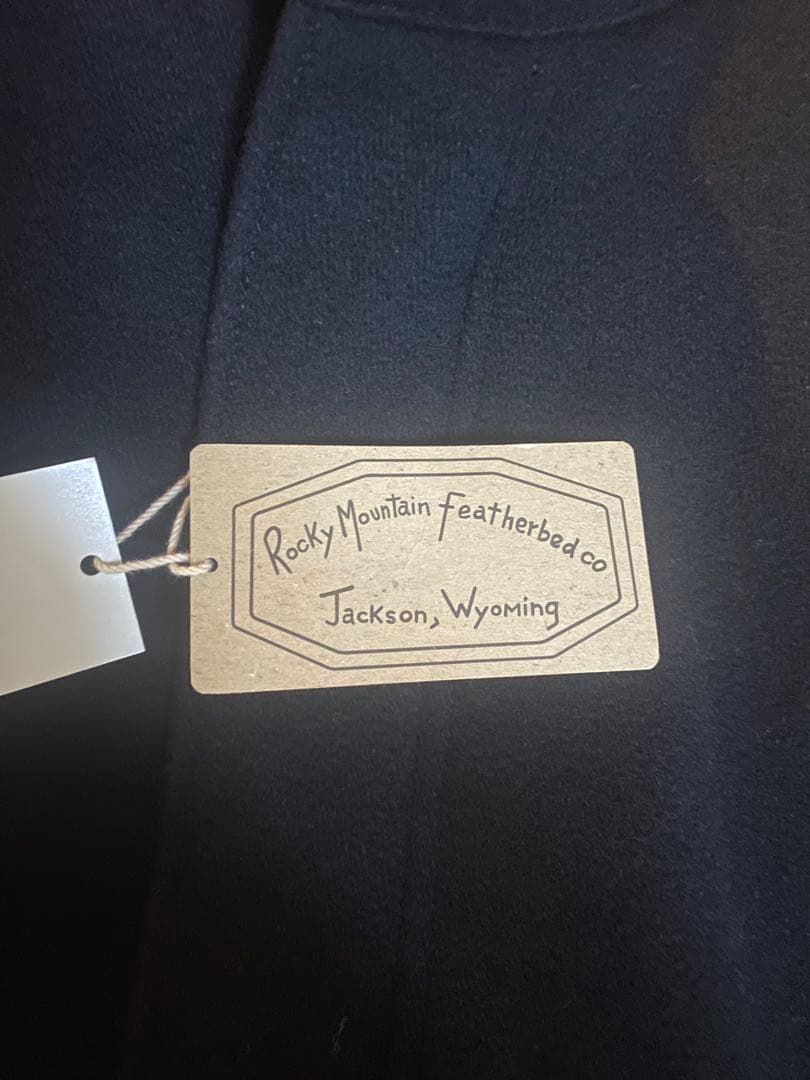 Rocky Mountain Featherbed co
Jackson, Wyoming